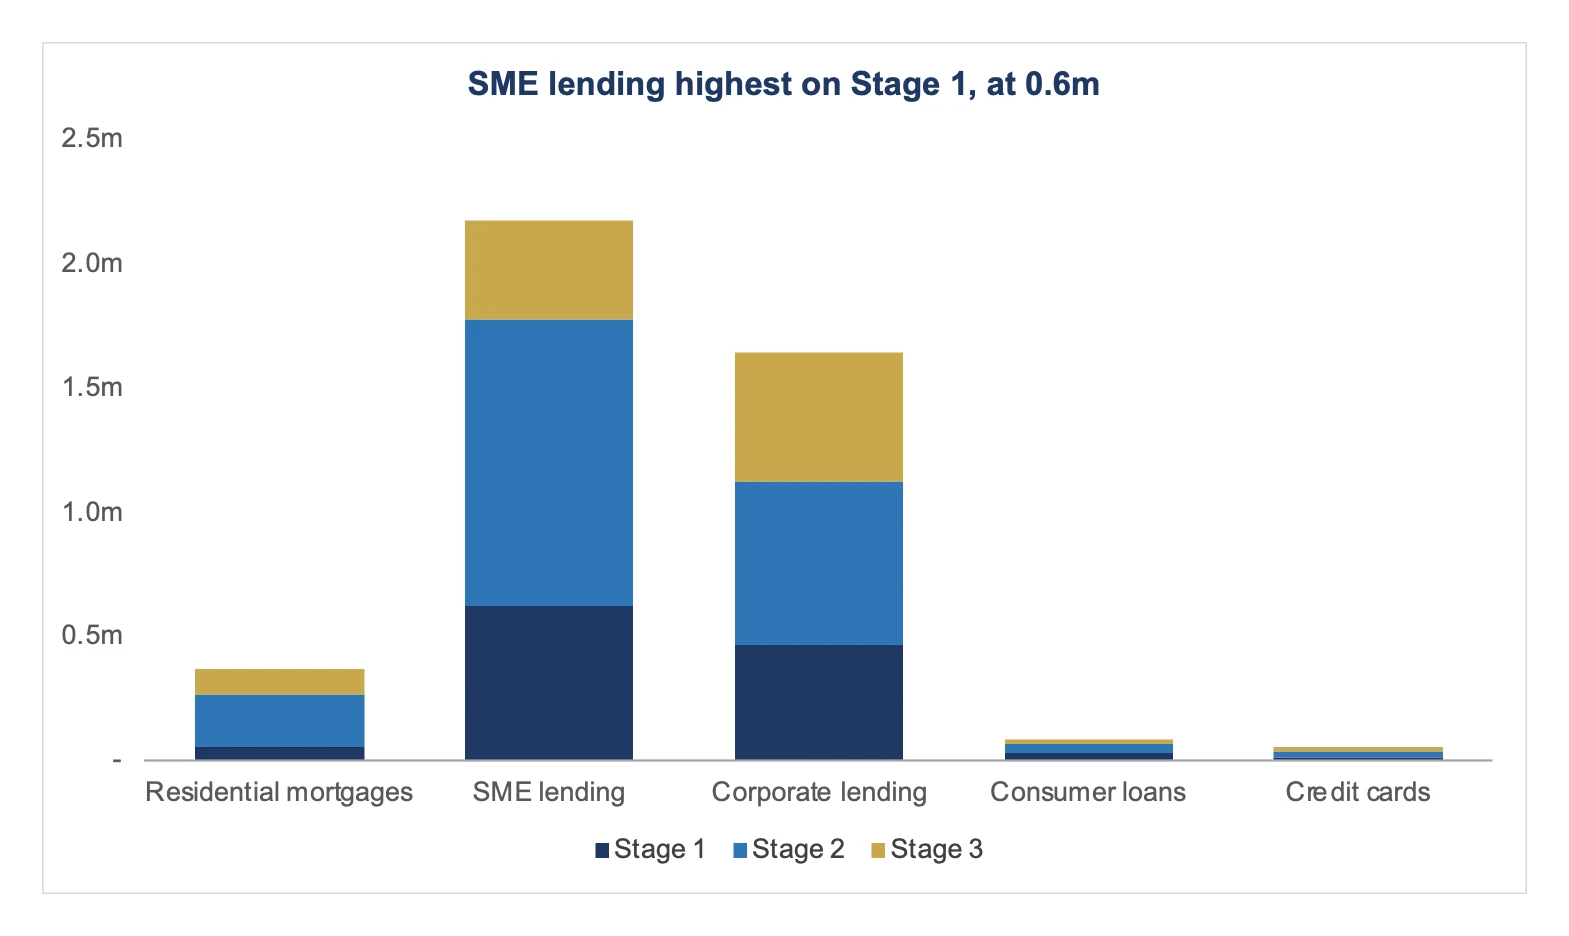 SME lending highest on Stage 1, at 0.6m
2.5m
2.0m
1.5m
1.0m
0.5m
-
Residential mortgages SME lending Corporate lending Consumer loans Credit cards
Stage 1 Stage 2 Stage 3